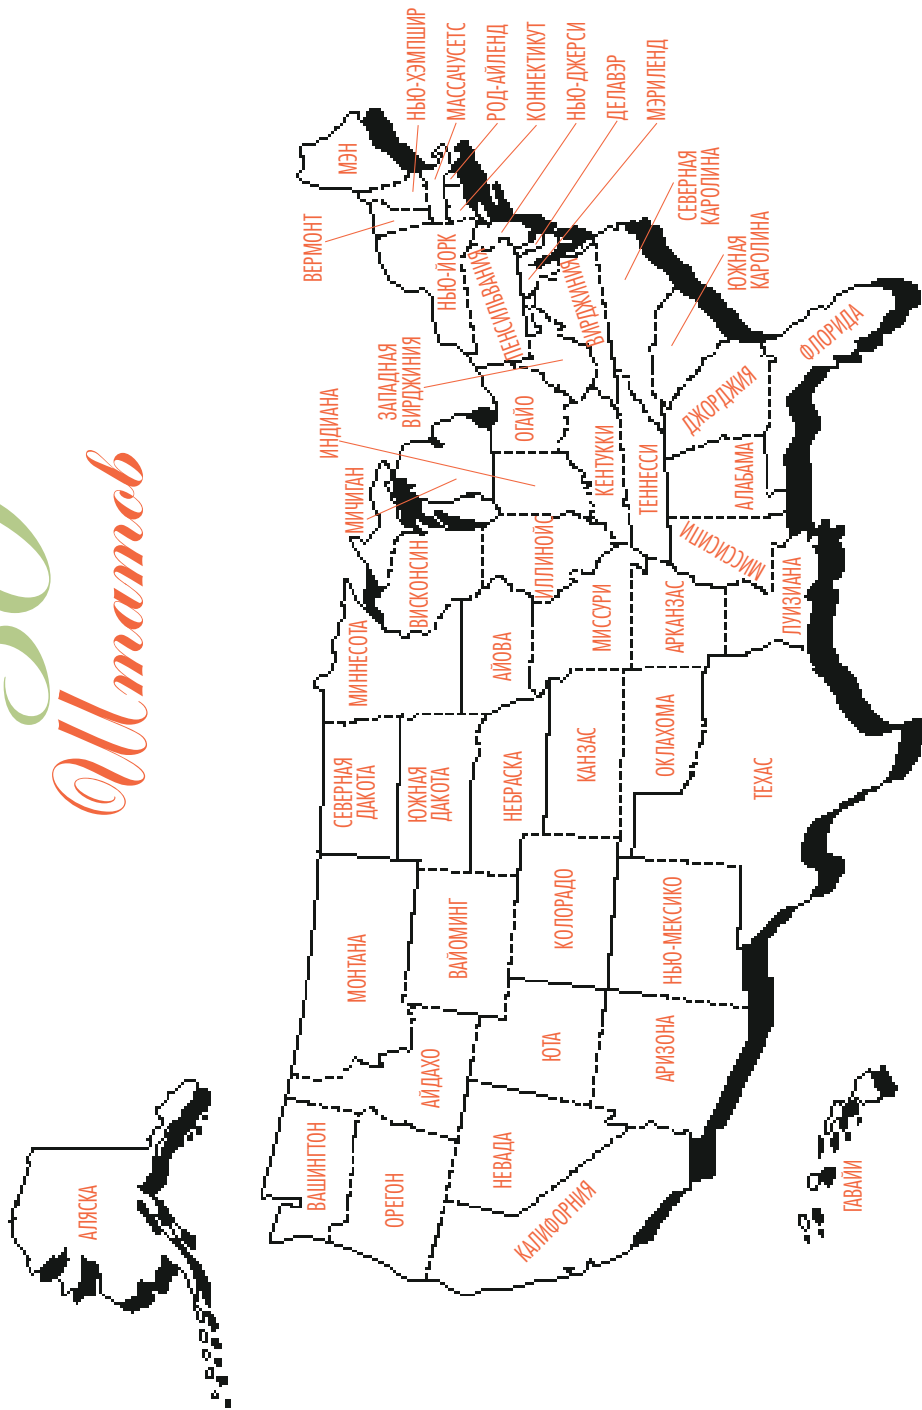 50
Штатов
АЛЯСКА
ВАШИНГТОН
ОРЕГОН
КАЛИФОРНИЯ
НЕВАДА
АЙДАХО
МОНТАНА
ВАЙОМИНГ
ЮТА
АРИЗОНА
КОЛОРАДО
НЬЮ-МЕКСИКО
СЕВЕРНАЯ
ДАКОТА
ЮЖНАЯ
ДАКОТА
НЕБРАСКА
КАНЗАС
ОКЛАХОМА
ТЕХАС
МИННЕСОТА
АЙОВА
МИССУРИ
АРКАНЗАС
ЛУИЗИАНА
ВИСКОНСИН
ИЛЛИНОЙС
МИЧИГАН
ИНДИАНА
ОГАЙО
КЕНТУККИ
ТЕННЕССИ
МИССИСИПИ
АЛАБАМА
ДЖОРДЖИЯ
ФЛОРИДА
ЗАПАДНАЯ
ВИРДЖИНИЯ
ВИРДЖИНИЯ
ПЕНСИЛЬВАНИЯ
НЬЮ-ЙОРК
ВЕРМОНТ
МЭН
НЬЮ-ХЭМПШИР
МАССАЧУСЕТС
РОД-АЙЛЕНД
КОННЕКТИКУТ
НЬЮ-ДЖЕРСИ
ДЕЛАВЭР
МЭРИЛЕНД
СЕВЕРНАЯ
КАРОЛИНА
ЮЖНАЯ
КАРОЛИНА
ГАВАЙИ